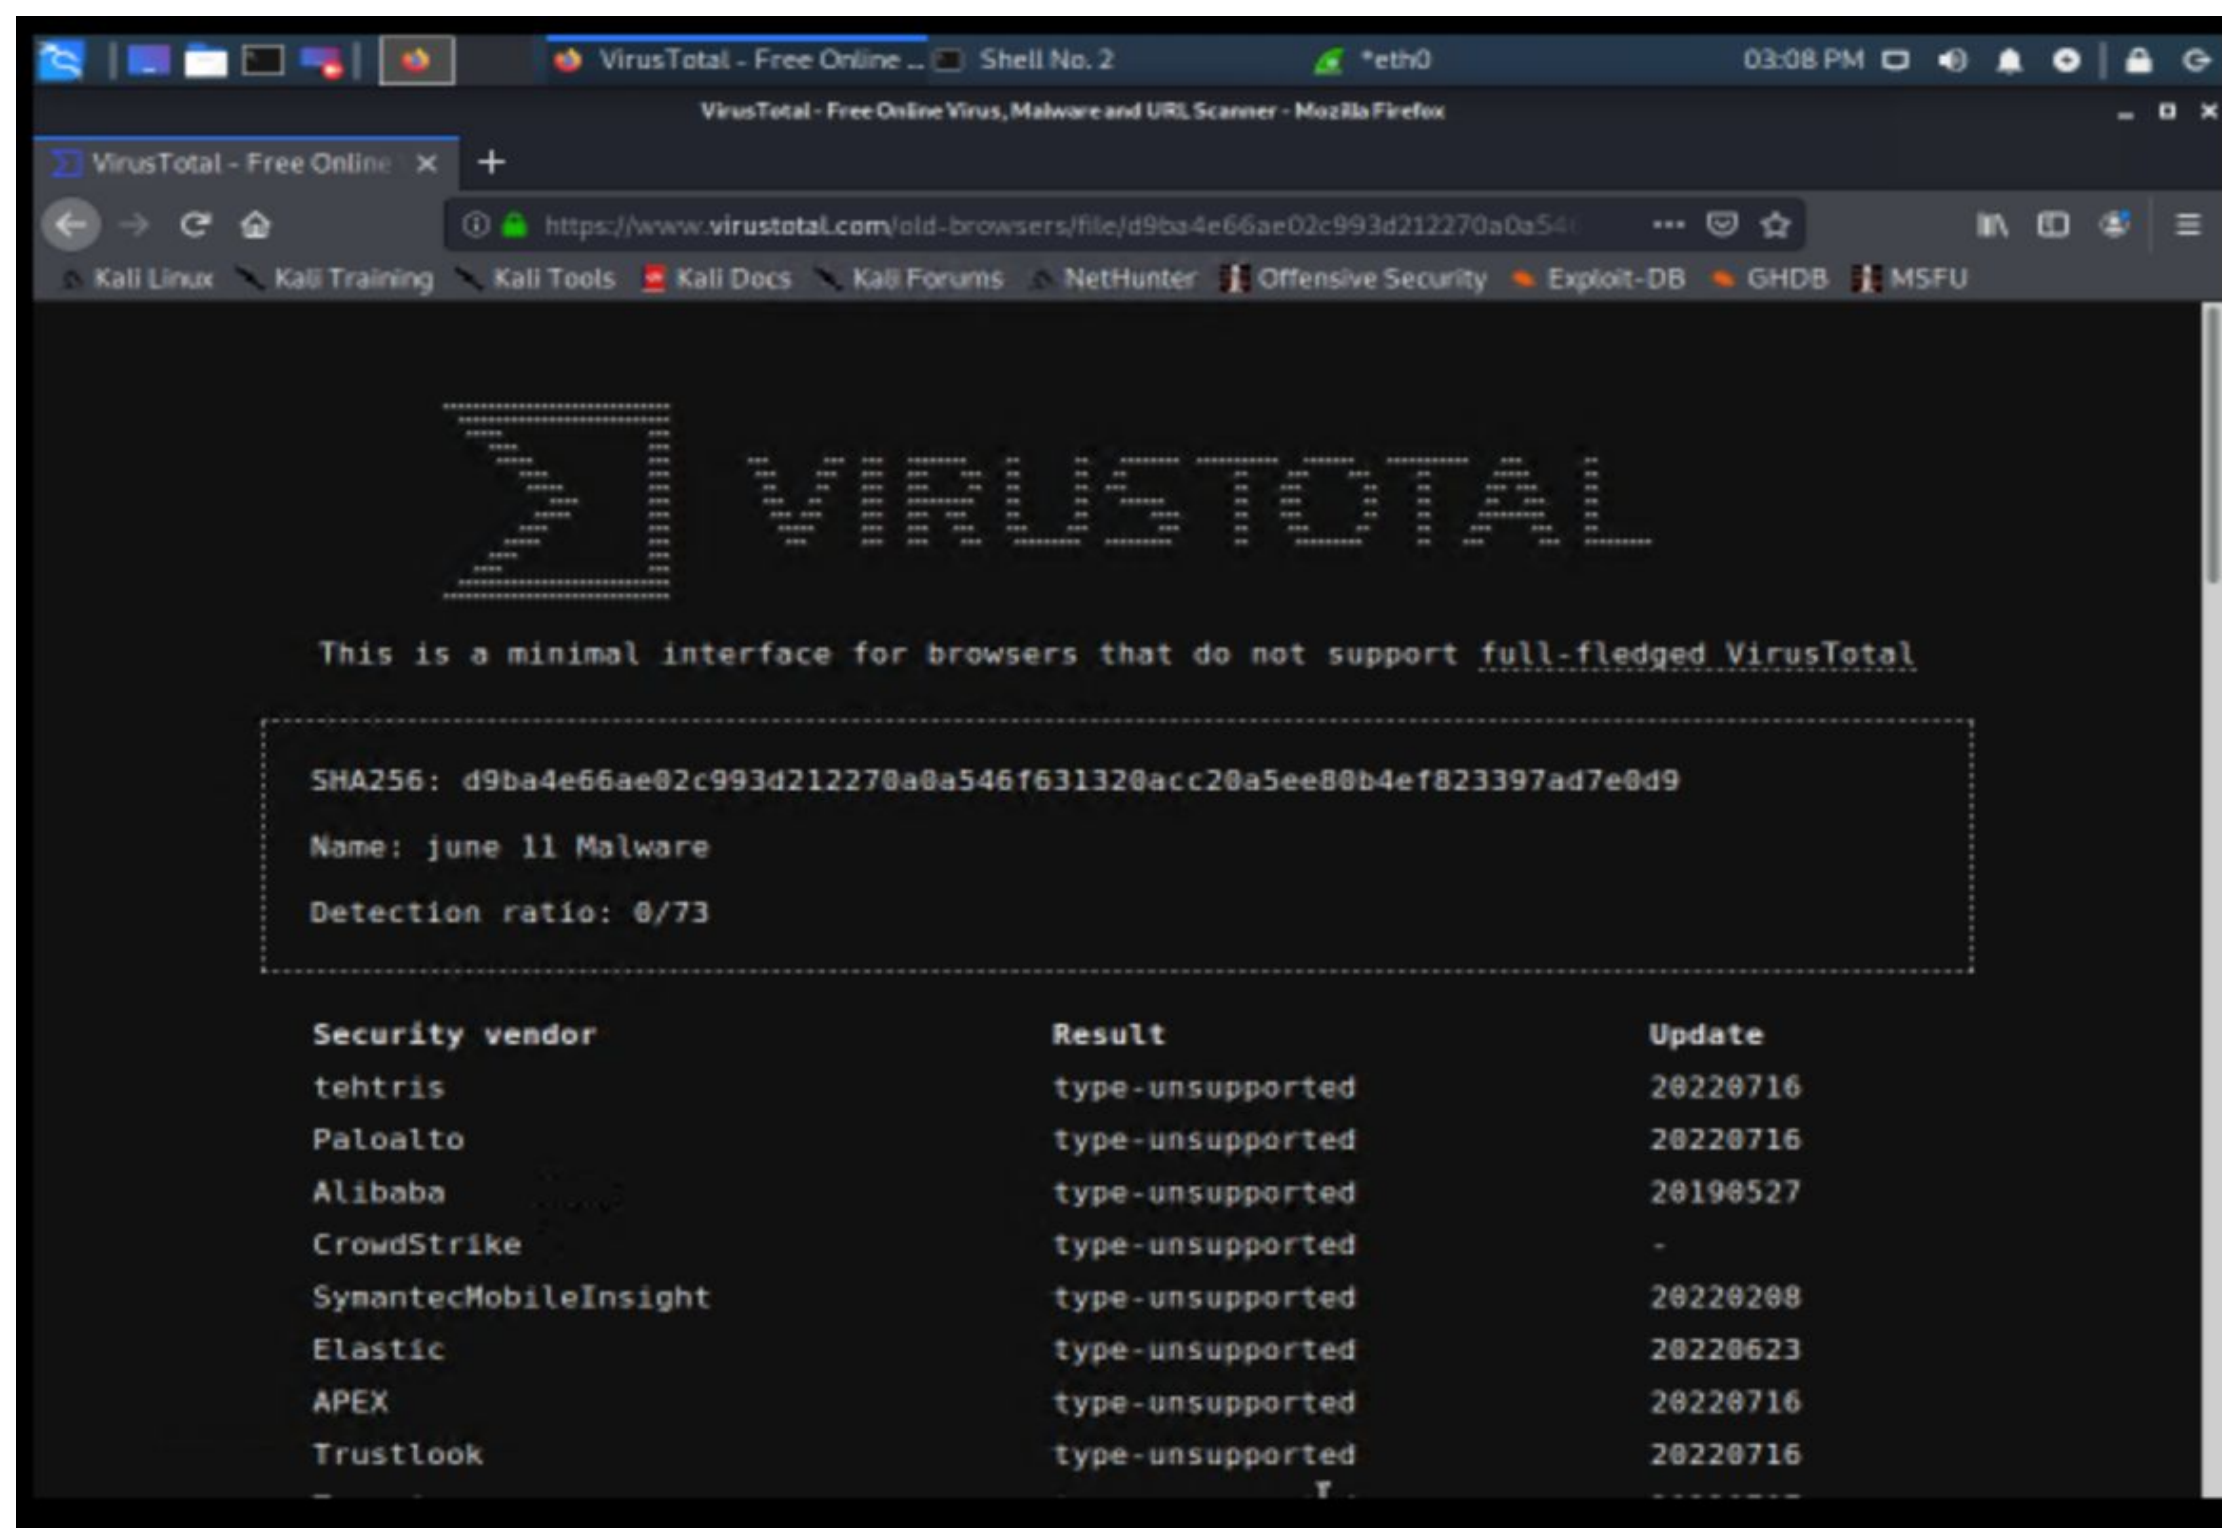 VirusTotal - Free Online ... Shell No. 2 *eth0 03:08 PM
VirusTotal - Free Online Virus, Malware and URL Scanner - Mozilla Firefox
VirusTotal - Free Online
https://www.virustotal.com/old-browsers/file/d9ba4e66ae02c993d212270a0a546
Kali Linux Kali Training Kali Tools Kali Docs Kali Forums NetHunter Offensive Security Exploit-DB GHDB MSFU
VIRUSTOTAL
This is a minimal interface for browsers that do not support full-fledged VirusTotal
SHA256: d9ba4e66ae02c993d212270a0a546f631320acc20a5ee80b4ef823397ad7e0d9
Name: june 11 Malware
Detection ratio: 0/73
Security vendor Result Update
tehtris type-unsupported 20220716
Paloalto type-unsupported 20220716
Alibaba type-unsupported 20190527
CrowdStrike type-unsupported -
SymantecMobileInsight type-unsupported 20220208
Elastic type-unsupported 20220623
APEX type-unsupported 20220716
Trustlook type-unsupported 20220716